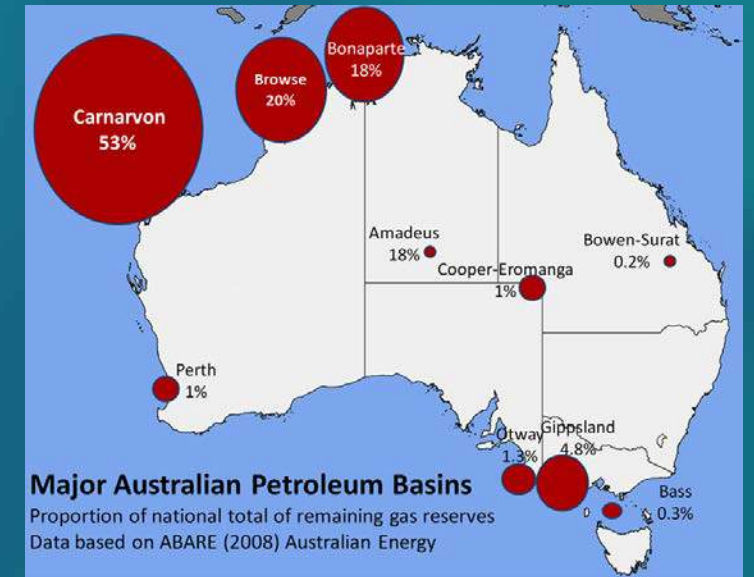 Bonaparte
18%
Browse
20%
Carnarvon
53%
Amadeus
18%
Bowen-Surat
0.2%
Cooper-Eromanga
1%
Perth
1%
Otway
1.3%
Gippsland
4.8%
Bass
0.3%
Major Australian Petroleum Basins
Proportion of national total of remaining gas reserves
Data based on ABARE (2008) Australian Energy